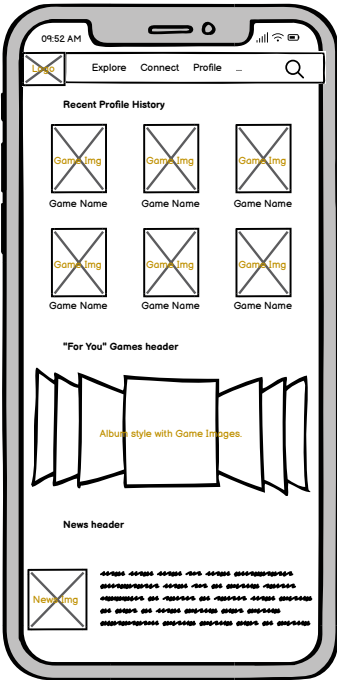 09:52 AM
Logo
Explore Connect Profile ...
Recent Profile History
Game Img Game Img Game Img
Game Name Game Name Game Name
Game Img Game Img Game Img
Game Name Game Name Game Name
"For You" Games header
Album style with Game Images.
News header
News Img